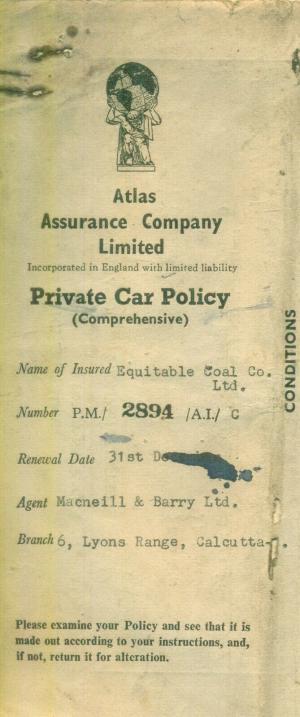 Atlas
Assurance Company
Limited
Incorporated in England with limited liability
Private Car Policy
(Comprehensive)
Name of Insured Equitable Coal Co.
Ltd.
Number P.M./ 2894 /A.I./ C
Renewal Date 31st
Agent Macneill & Barry Ltd.
Branch 6, Lyons Range, Calcutta-
Please examine your Policy and see that it is
made out according to your instructions, and,
if not, return it for alteration.
CONDITIONS